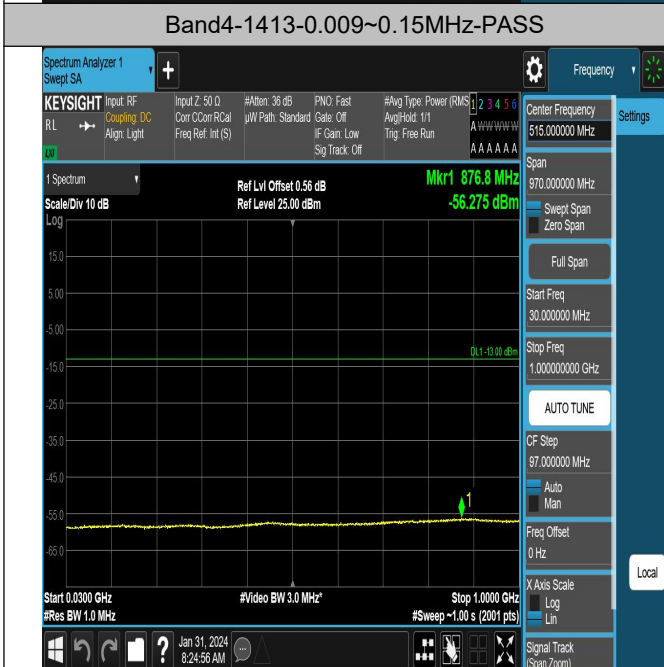 Band4-1413-0.009~0.15MHz-PASS
Spectrum Analyzer 1
Swept SA
Frequency
KEYSIGHT
RL
LXI
Input: RF
Coupling: DC
Align: Light
Input Z: 50 Ω
Corr CCorr RCal
Freq Ref: Int (S)
#Atten: 36 dB
µW Path: Standard
PNO: Fast
Gate: Off
IF Gain: Low
Sig Track: Off
#Avg Type: Power (RMS
Avg|Hold: 1/1
Trig: Free Run
1 2 3 4 5 6
A W W W W W
A A A A A A
1 Spectrum
Scale/Div 10 dB
Log
Ref Lvl Offset 0.56 dB
Ref Level 25.00 dBm
Mkr1 876.8 MHz
-56.275 dBm
15.0
5.00
-5.00
DL1 -13.00 dBm
-15.0
-25.0
-35.0
-45.0
1
-55.0
-65.0
Start 0.0300 GHz
#Res BW 1.0 MHz
#Video BW 3.0 MHz*
Stop 1.0000 GHz
#Sweep ~1.00 s (2001 pts)
Jan 31, 2024
8:24:56 AM
Center Frequency
515.000000 MHz
Settings
Span
970.000000 MHz
Swept Span
Zero Span
Full Span
Start Freq
30.000000 MHz
Stop Freq
1.000000000 GHz
AUTO TUNE
CF Step
97.000000 MHz
Auto
Man
Freq Offset
0 Hz
Local
X Axis Scale
Log
Lin
Signal Track
(Span Zoom)